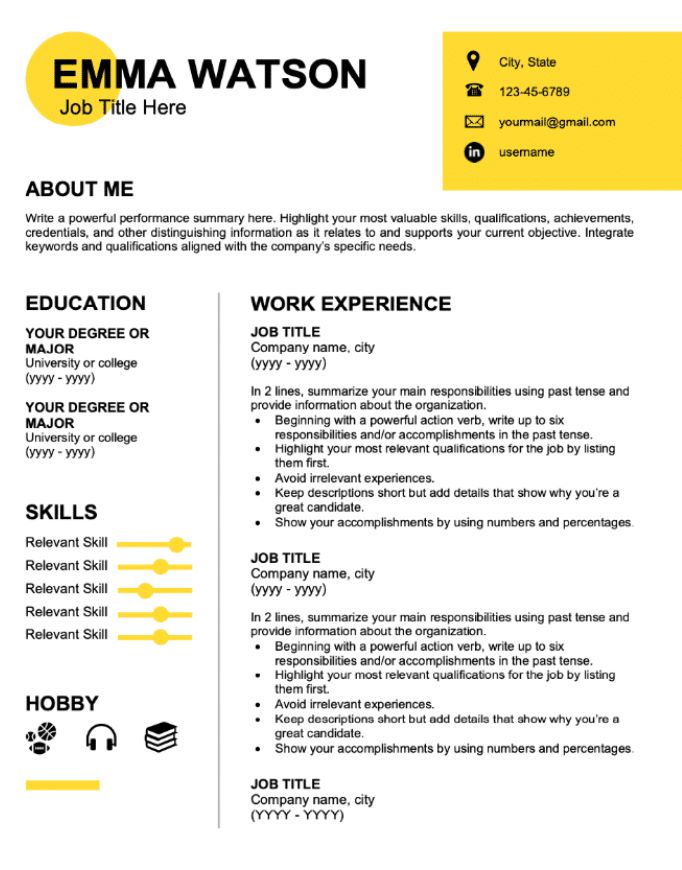 EMMA WATSON
Job Title Here
City, State
123-45-6789
yourmail@gmail.com
in
username
ABOUT ME
Write a powerful performance summary here. Highlight your most valuable skills, qualifications, achievements,
credentials, and other distinguishing information as it relates to and supports your current objective. Integrate
keywords and qualifications aligned with the company's specific needs.
EDUCATION
YOUR DEGREE OR
MAJOR
University or college
(yyyy - yyyy)
YOUR DEGREE OR
MAJOR
University or college
(yyyy - yyyy)
SKILLS
Relevant Skill
Relevant Skill
Relevant Skill
Relevant Skill
Relevant Skill
HOBBY
WORK EXPERIENCE
JOB TITLE
Company name, city
(yyyy - yyyy)
In 2 lines, summarize your main responsibilities using past tense and
provide information about the organization.
• Beginning with a powerful action verb, write up to six
responsibilities and/or accomplishments in the past tense.
• Highlight your most relevant qualifications for the job by listing
them first.
• Avoid irrelevant experiences.
• Keep descriptions short but add details that show why you're a
great candidate.
• Show your accomplishments by using numbers and percentages.
JOB TITLE
Company name, city
(yyyy - yyyy)
In 2 lines, summarize your main responsibilities using past tense and
provide information about the organization.
• Beginning with a powerful action verb, write up to six
responsibilities and/or accomplishments in the past tense.
• Highlight your most relevant qualifications for the job by listing
them first.
• Avoid irrelevant experiences.
• Keep descriptions short but add details that show why you're a
great candidate.
• Show your accomplishments by using numbers and percentages.
JOB TITLE
Company name, city
(YYYY - YYYY)